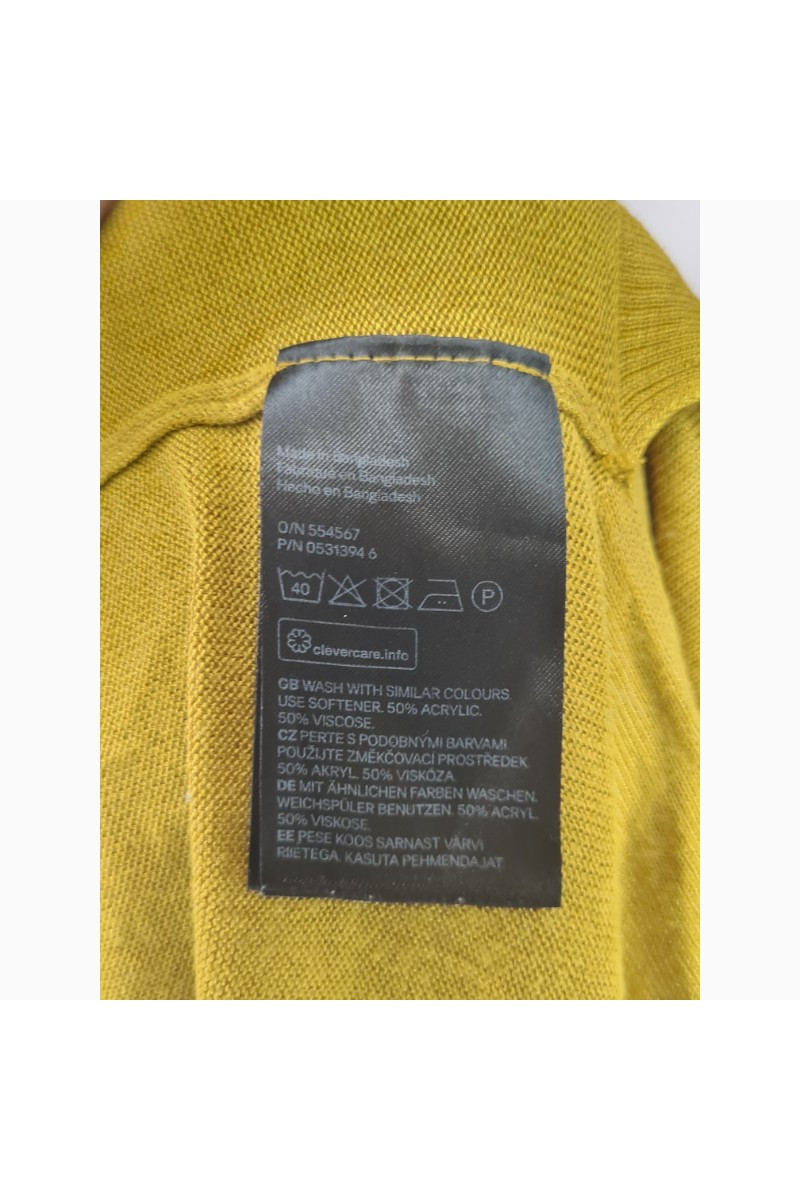 Made in Bangladesh
Fabriqué en Bangladesh
Hecho en Bangladesh
O/N 554567
P/N 0531394 6
40 P
clevercare.info
GB WASH WITH SIMILAR COLOURS.
USE SOFTENER. 50% ACRYLIC.
50% VISCOSE.
CZ PERTE S PODOBNÝMI BARVAMI.
POUŽIJTE ZMĚKČOVACÍ PROSTŘEDEK.
50% AKRYL. 50% VISKÓZA
DE MIT ÄHNLICHEN FARBEN WASCHEN.
WEICHSPÜLER BENUTZEN. 50% ACRYL.
50% VISKOSE.
EE PESE KOOS SARNAST VÄRVI
RIIETEGA. KASUTA PEHMENDAJAT.